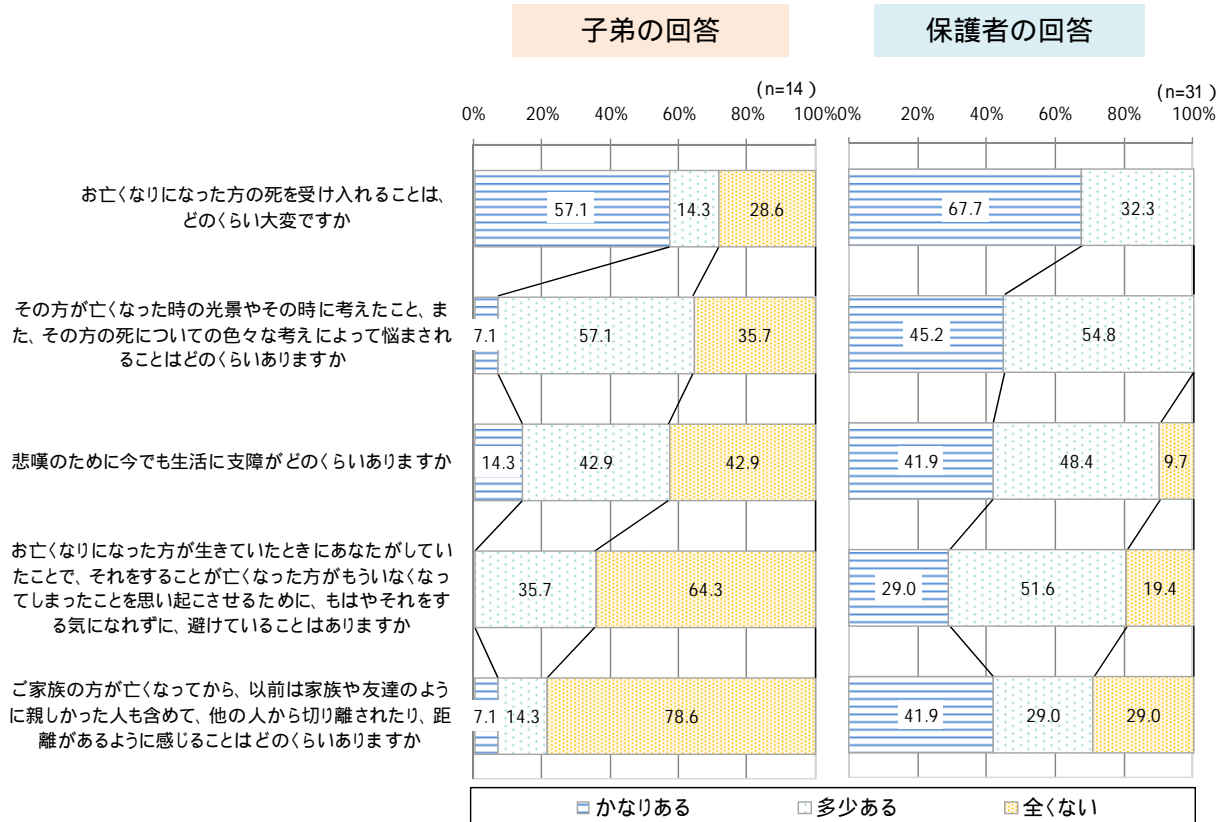 子弟の回答
保護者の回答
(n=14 )
(n=31 )
0% 20% 40% 60% 80% 100%
0% 20% 40% 60% 80% 100%
お亡くなりになった方の死を受け入れることは、
どのくらい大変ですか
57.1 14.3 28.6
67.7 32.3
その方が亡くなった時の光景やその時に考えたこと、ま
た、その方の死についての色々な考えによって悩まされ
ることはどのくらいありますか
7.1 57.1 35.7
45.2 54.8
悲嘆のために今でも生活に支障がどのくらいありますか
14.3 42.9 42.9
41.9 48.4 9.7
お亡くなりになった方が生きていたときにあなたがしてい
たことで、それをすることが亡くなった方がもういなくなっ
てしまったことを思い起こさせるために、もはやそれをす
る気になれずに、避けていることはありますか
35.7 64.3
29.0 51.6 19.4
ご家族の方が亡くなってから、以前は家族や友達のよう
に親しかった人も含めて、他の人から切り離されたり、距
離があるように感じることはどのくらいありますか
7.1 14.3 78.6
41.9 29.0 29.0
かなりある 多少ある 全くない